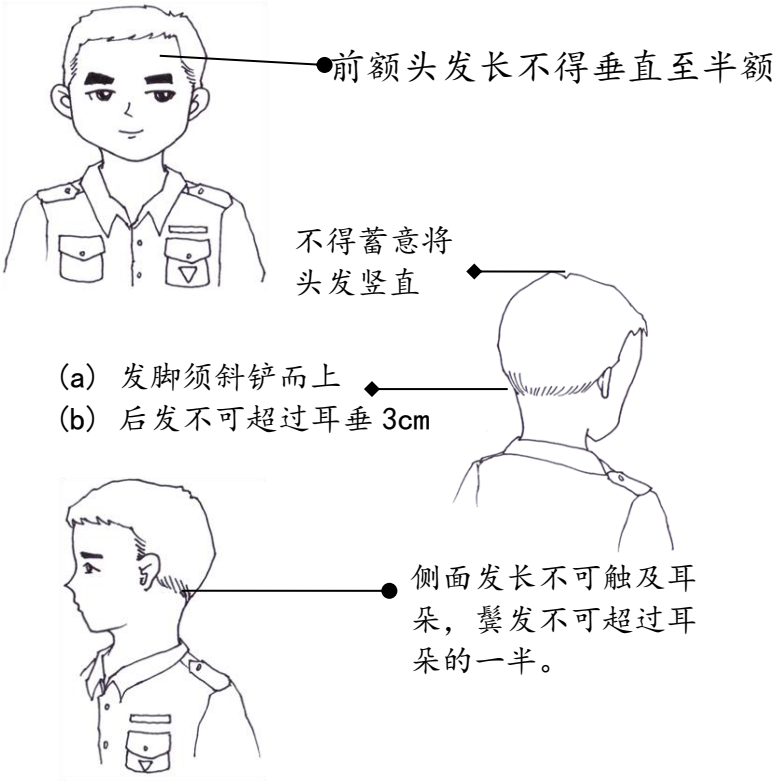 前额头发长不得垂直至半额
不得蓄意将
头发竖直
(a) 发脚须斜铲而上
(b) 后发不可超过耳垂 3cm
侧面发长不可触及耳
朵，鬓发不可超过耳
朵的一半。